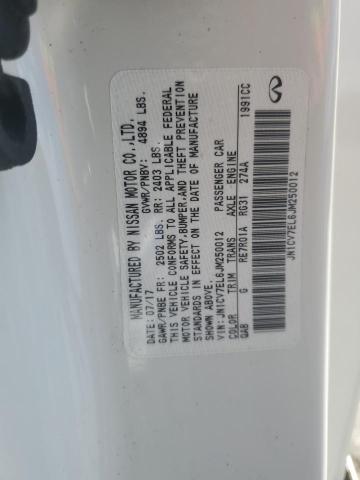 MANUFACTURED BY NISSAN MOTOR CO.,LTD.
DATE: 07/17 GVWR/PNBV: 4894 LBS.
GAWR/PNBE FR: 2502 LBS. RR: 2403 LBS.
THIS VEHICLE CONFORMS TO ALL APPLICABLE FEDERAL
MOTOR VEHICLE SAFETY,BUMPER,AND THEFT PREVENTION
STANDARDS IN EFFECT ON THE DATE OF MANUFACTURE
SHOWN ABOVE.
VIN: JN1CV7EL6JM250012 PASSENGER CAR
COLOR TRIM TRANS AXLE ENGINE
QAB G RE7R01A RG31 274A 1991CC
JN1CV7EL6JM250012